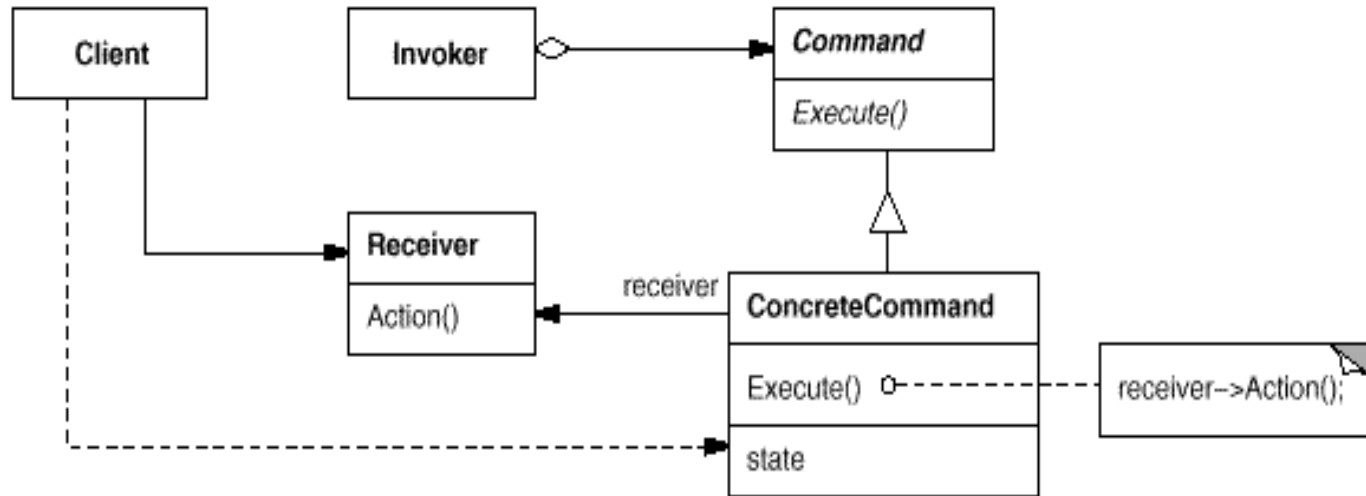 Client
Invoker
Command
Execute()
Receiver
Action()
receiver
ConcreteCommand
Execute()
state
receiver–>Action();